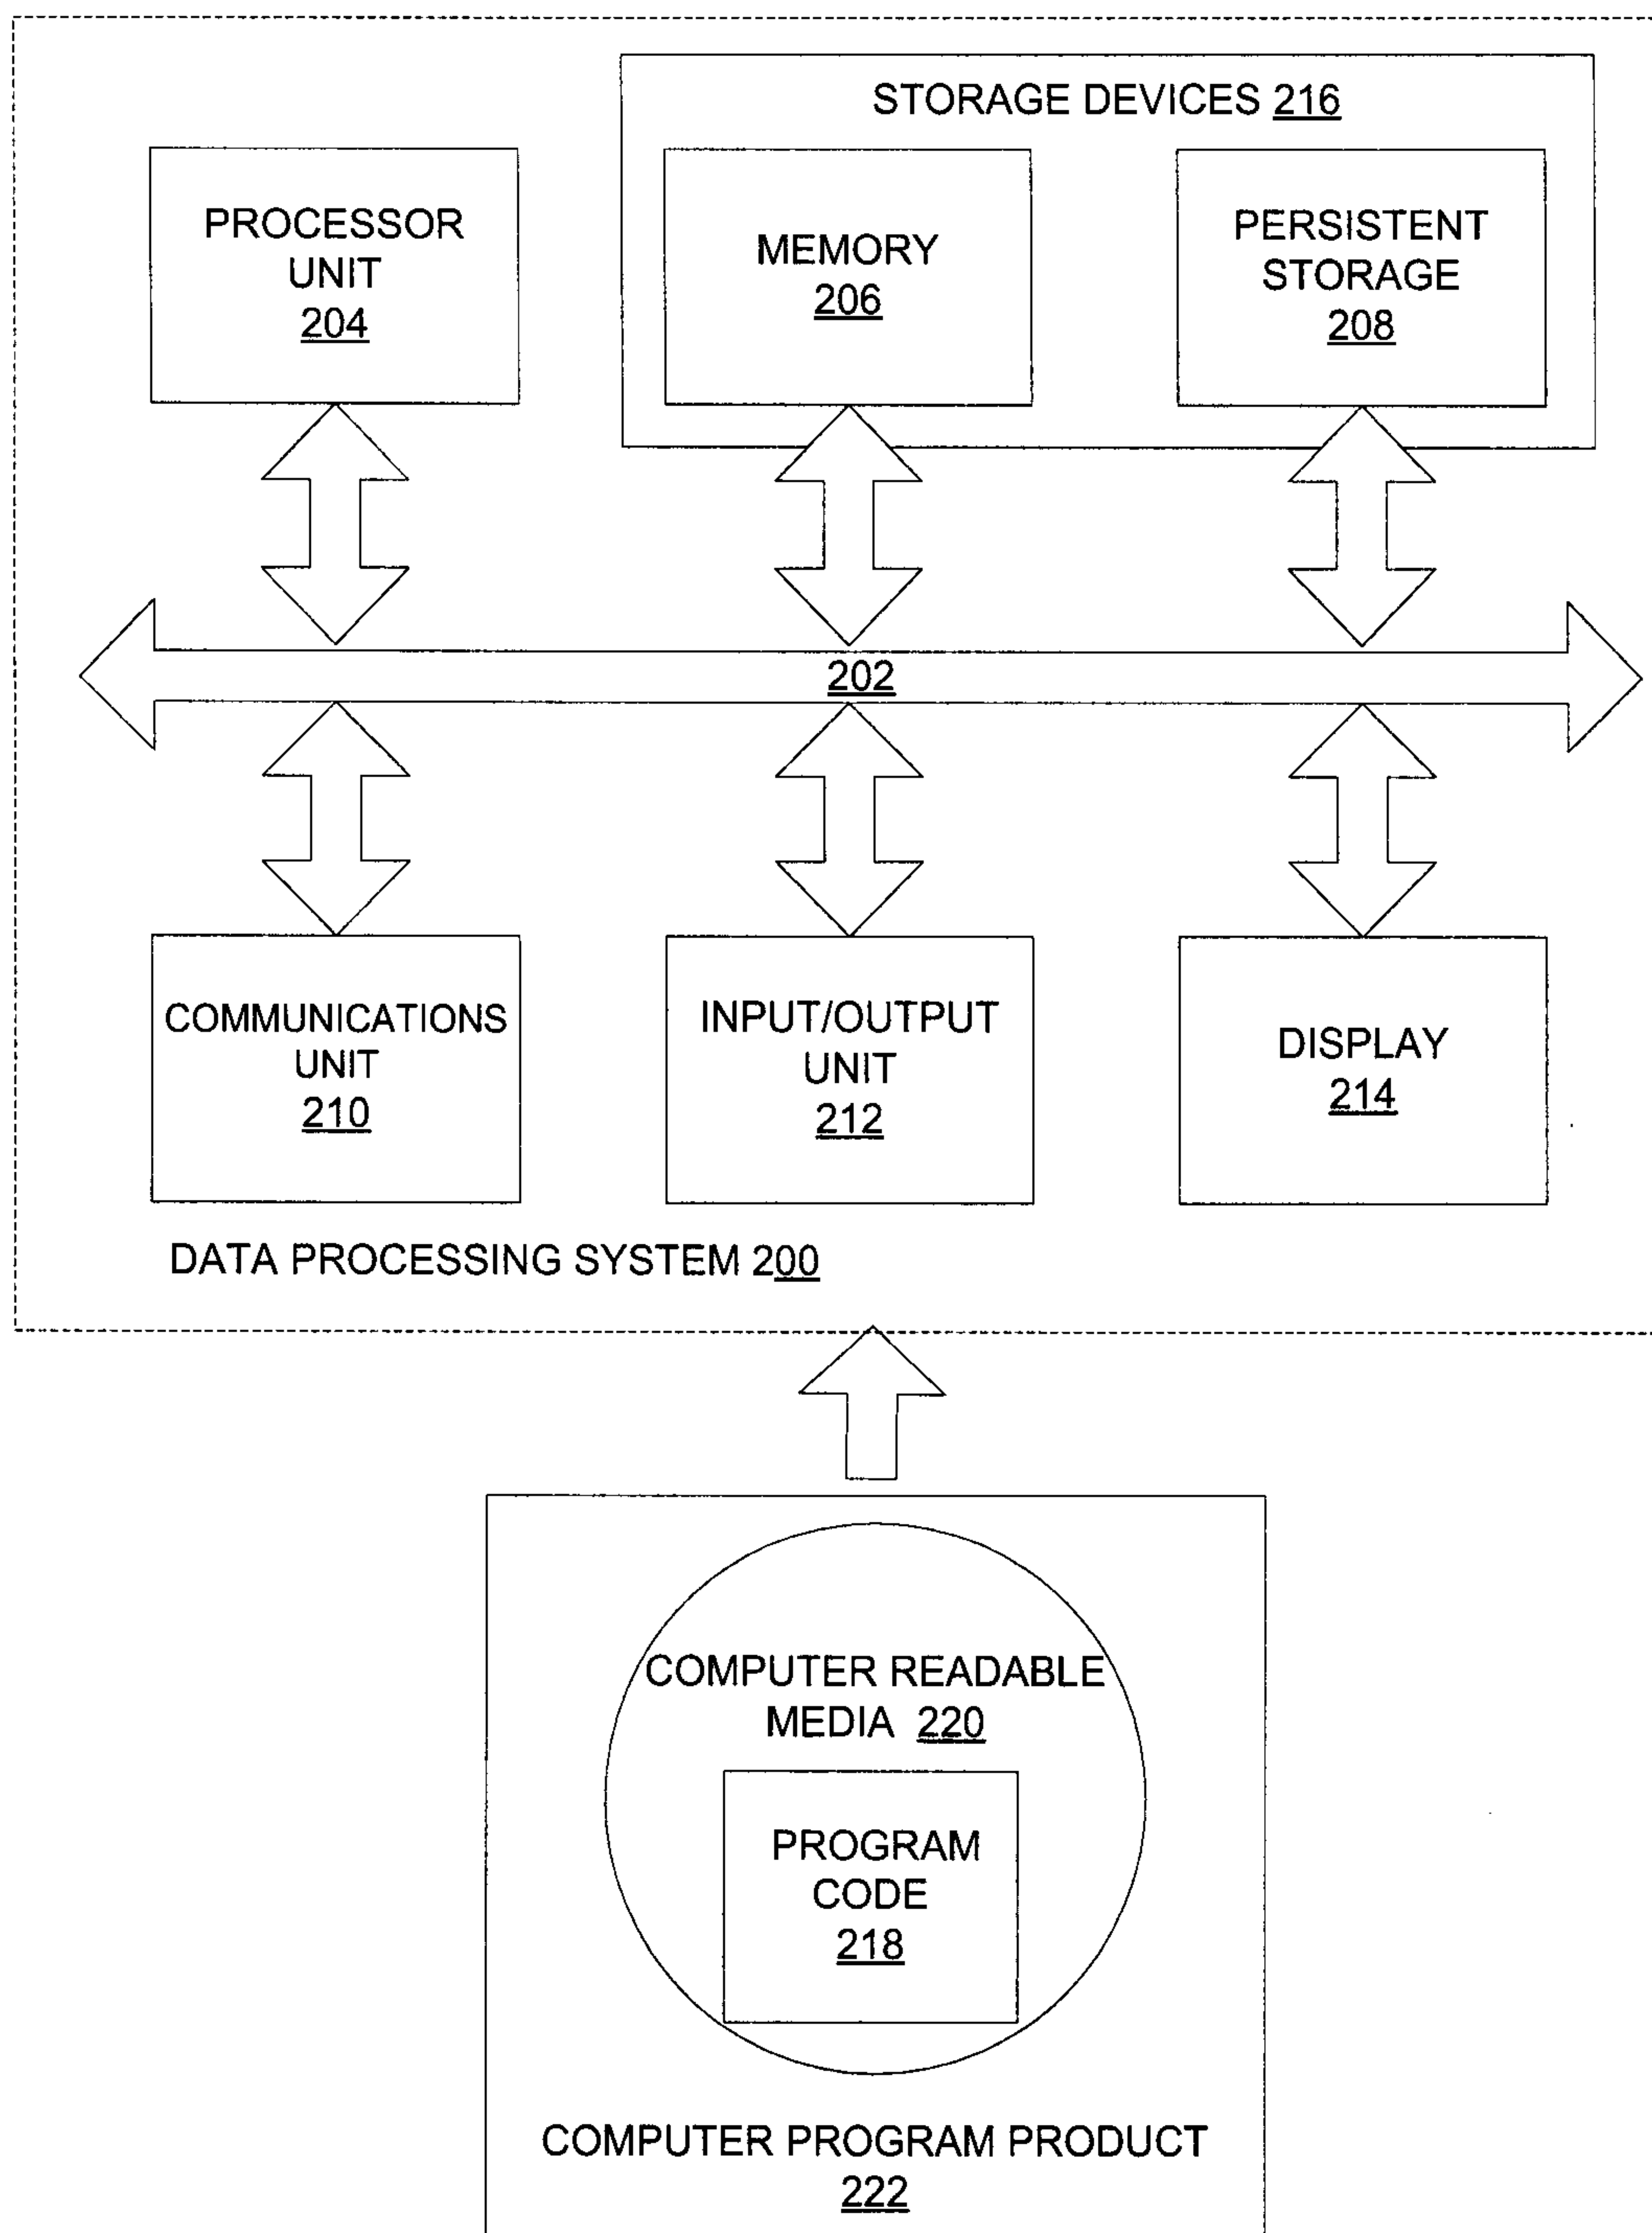 STORAGE DEVICES 216
PROCESSOR
UNIT
204
MEMORY
206
PERSISTENT
STORAGE
208
202
COMMUNICATIONS
UNIT
210
INPUT/OUTPUT
UNIT
212
DISPLAY
214
DATA PROCESSING SYSTEM 200
COMPUTER READABLE
MEDIA 220
PROGRAM
CODE
218
COMPUTER PROGRAM PRODUCT
222